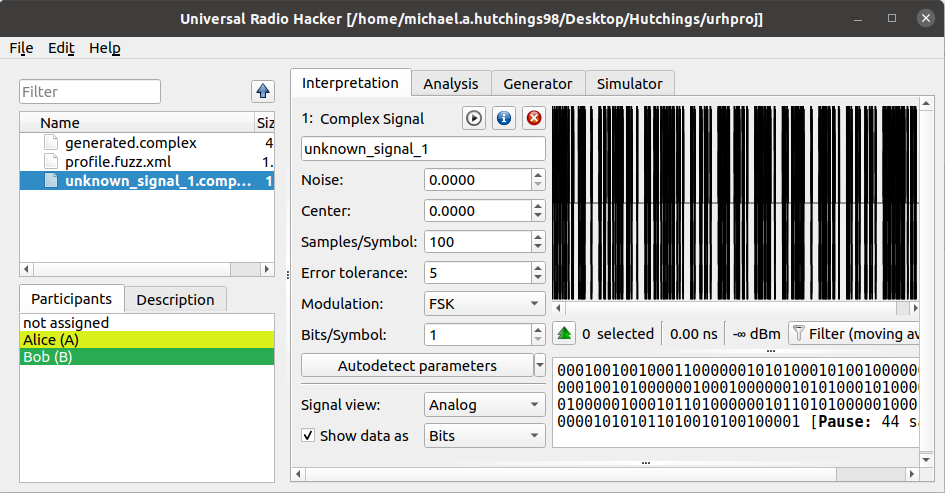 Universal Radio Hacker [/home/michael.a.hutchings98/Desktop/Hutchings/urhproj]
File Edit Help
Filter
Name Siz
generated.complex 4
profile.fuzz.xml 1.
unknown_signal_1.comp... 1
Participants Description
not assigned
Alice (A)
Bob (B)
Interpretation Analysis Generator Simulator
1: Complex Signal
unknown_signal_1
Noise: 0.0000
Center: 0.0000
Samples/Symbol: 100
Error tolerance: 5
Modulation: FSK
Bits/Symbol: 1
Autodetect parameters
Signal view: Analog
Show data as Bits
0 selected 0.00 ns -∞ dBm Filter (moving av
0001001001000110000001010100010100100000
0001001010000001000100000010101000101000
0100000100010110100000010110101000001000
00001010101101001010010001 [Pause: 44 sa